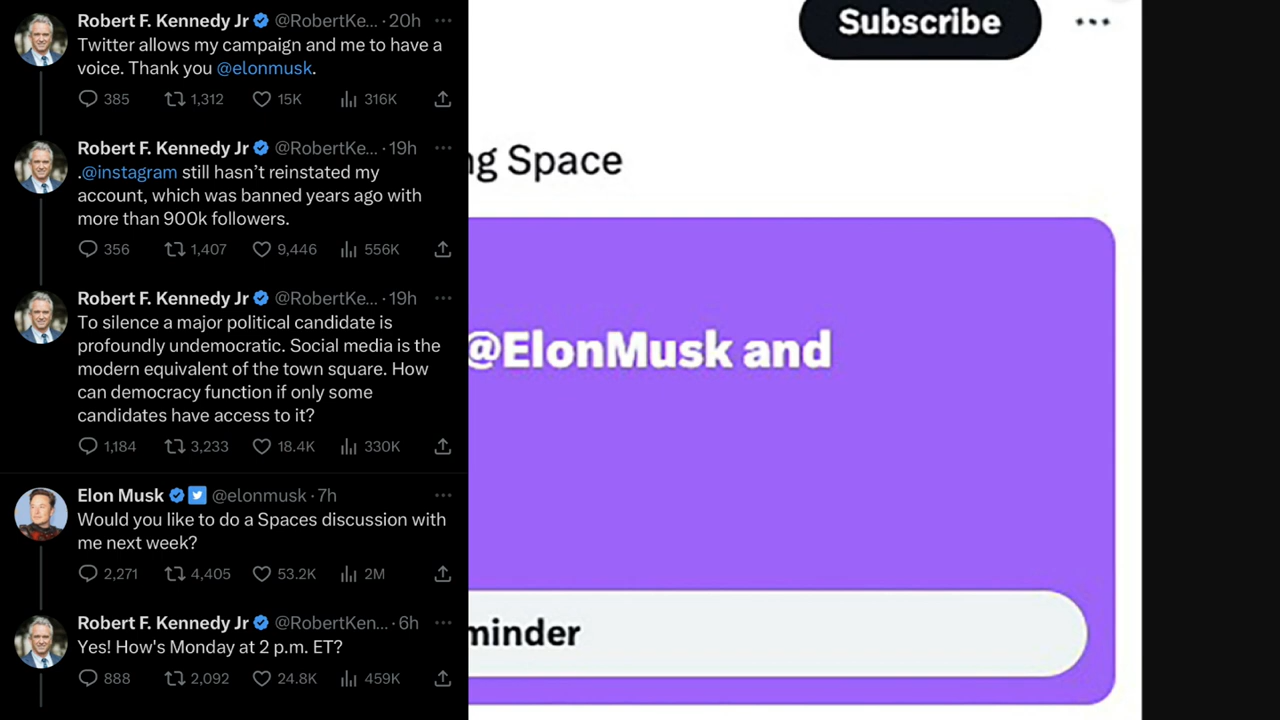 Robert F. Kennedy Jr @RobertKe... · 20h
Twitter allows my campaign and me to have a
voice. Thank you @elonmusk.
385 1,312 15K 316K
Robert F. Kennedy Jr @RobertKe... · 19h
.@instagram still hasn’t reinstated my
account, which was banned years ago with
more than 900k followers.
356 1,407 9,446 556K
Robert F. Kennedy Jr @RobertKe... · 19h
To silence a major political candidate is
profoundly undemocratic. Social media is the
modern equivalent of the town square. How
can democracy function if only some
candidates have access to it?
1,184 3,233 18.4K 330K
Elon Musk @elonmusk · 7h
Would you like to do a Spaces discussion with
me next week?
2,271 4,405 53.2K 2M
Robert F. Kennedy Jr @RobertKen... · 6h
Yes! How's Monday at 2 p.m. ET?
888 2,092 24.8K 459K
Subscribe
ng Space
@ElonMusk and
minder